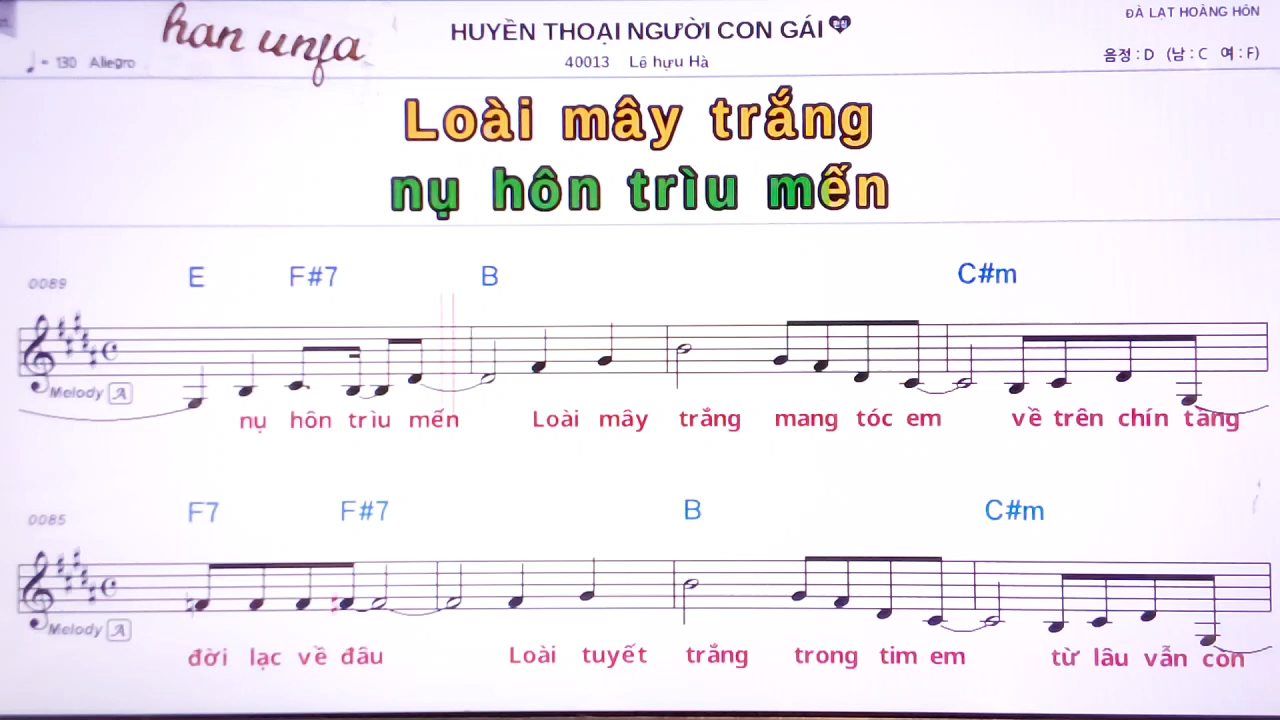 han unfa
HUYỀN THOẠI NGƯỜI CON GÁI
ĐÀ LẠT HOÀNG HÔN
♩ = 130 Allegro
40013 Lê hựu Hà
음정 : D (남 : C 여 : F)
Loài mây trắng
nụ hôn trìu mến
0089
E F#7 B C#m
Melody A
nụ hôn trìu mến Loài mây trắng mang tóc em về trên chín tầng
0085
F7 F#7 B C#m
Melody A
đời lạc về đâu Loài tuyết trắng trong tim em từ lâu vẫn còn